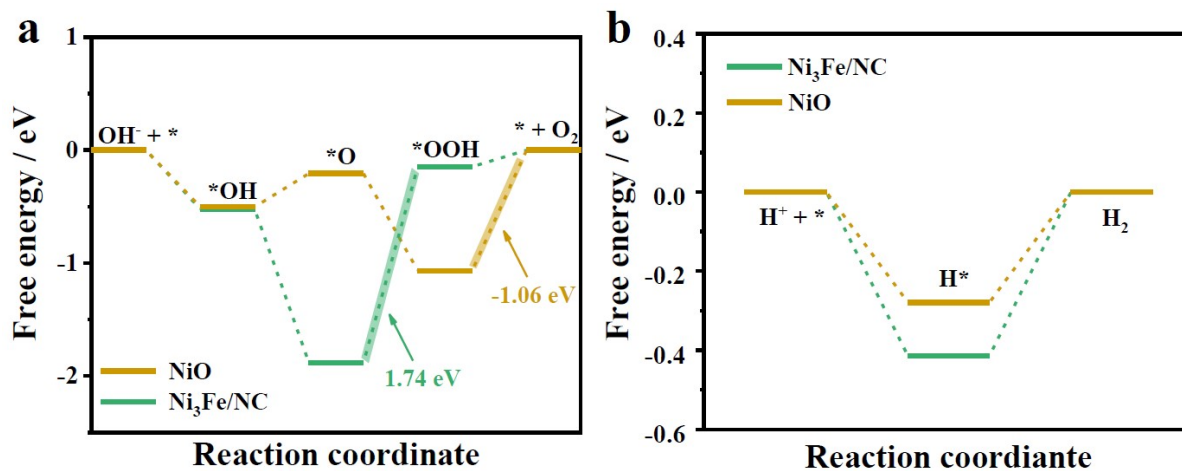 a
1
0
-1
-2
Free energy / eV
OH⁻ + *
*OH
*O
*OOH
* + O₂
-1.06 eV
1.74 eV
NiO
Ni₃Fe/NC
Reaction coordinate
b
0.4
0.2
0.0
-0.2
-0.4
-0.6
Free energy / eV
Ni₃Fe/NC
NiO
H⁺ + *
H*
H₂
Reaction coordiante